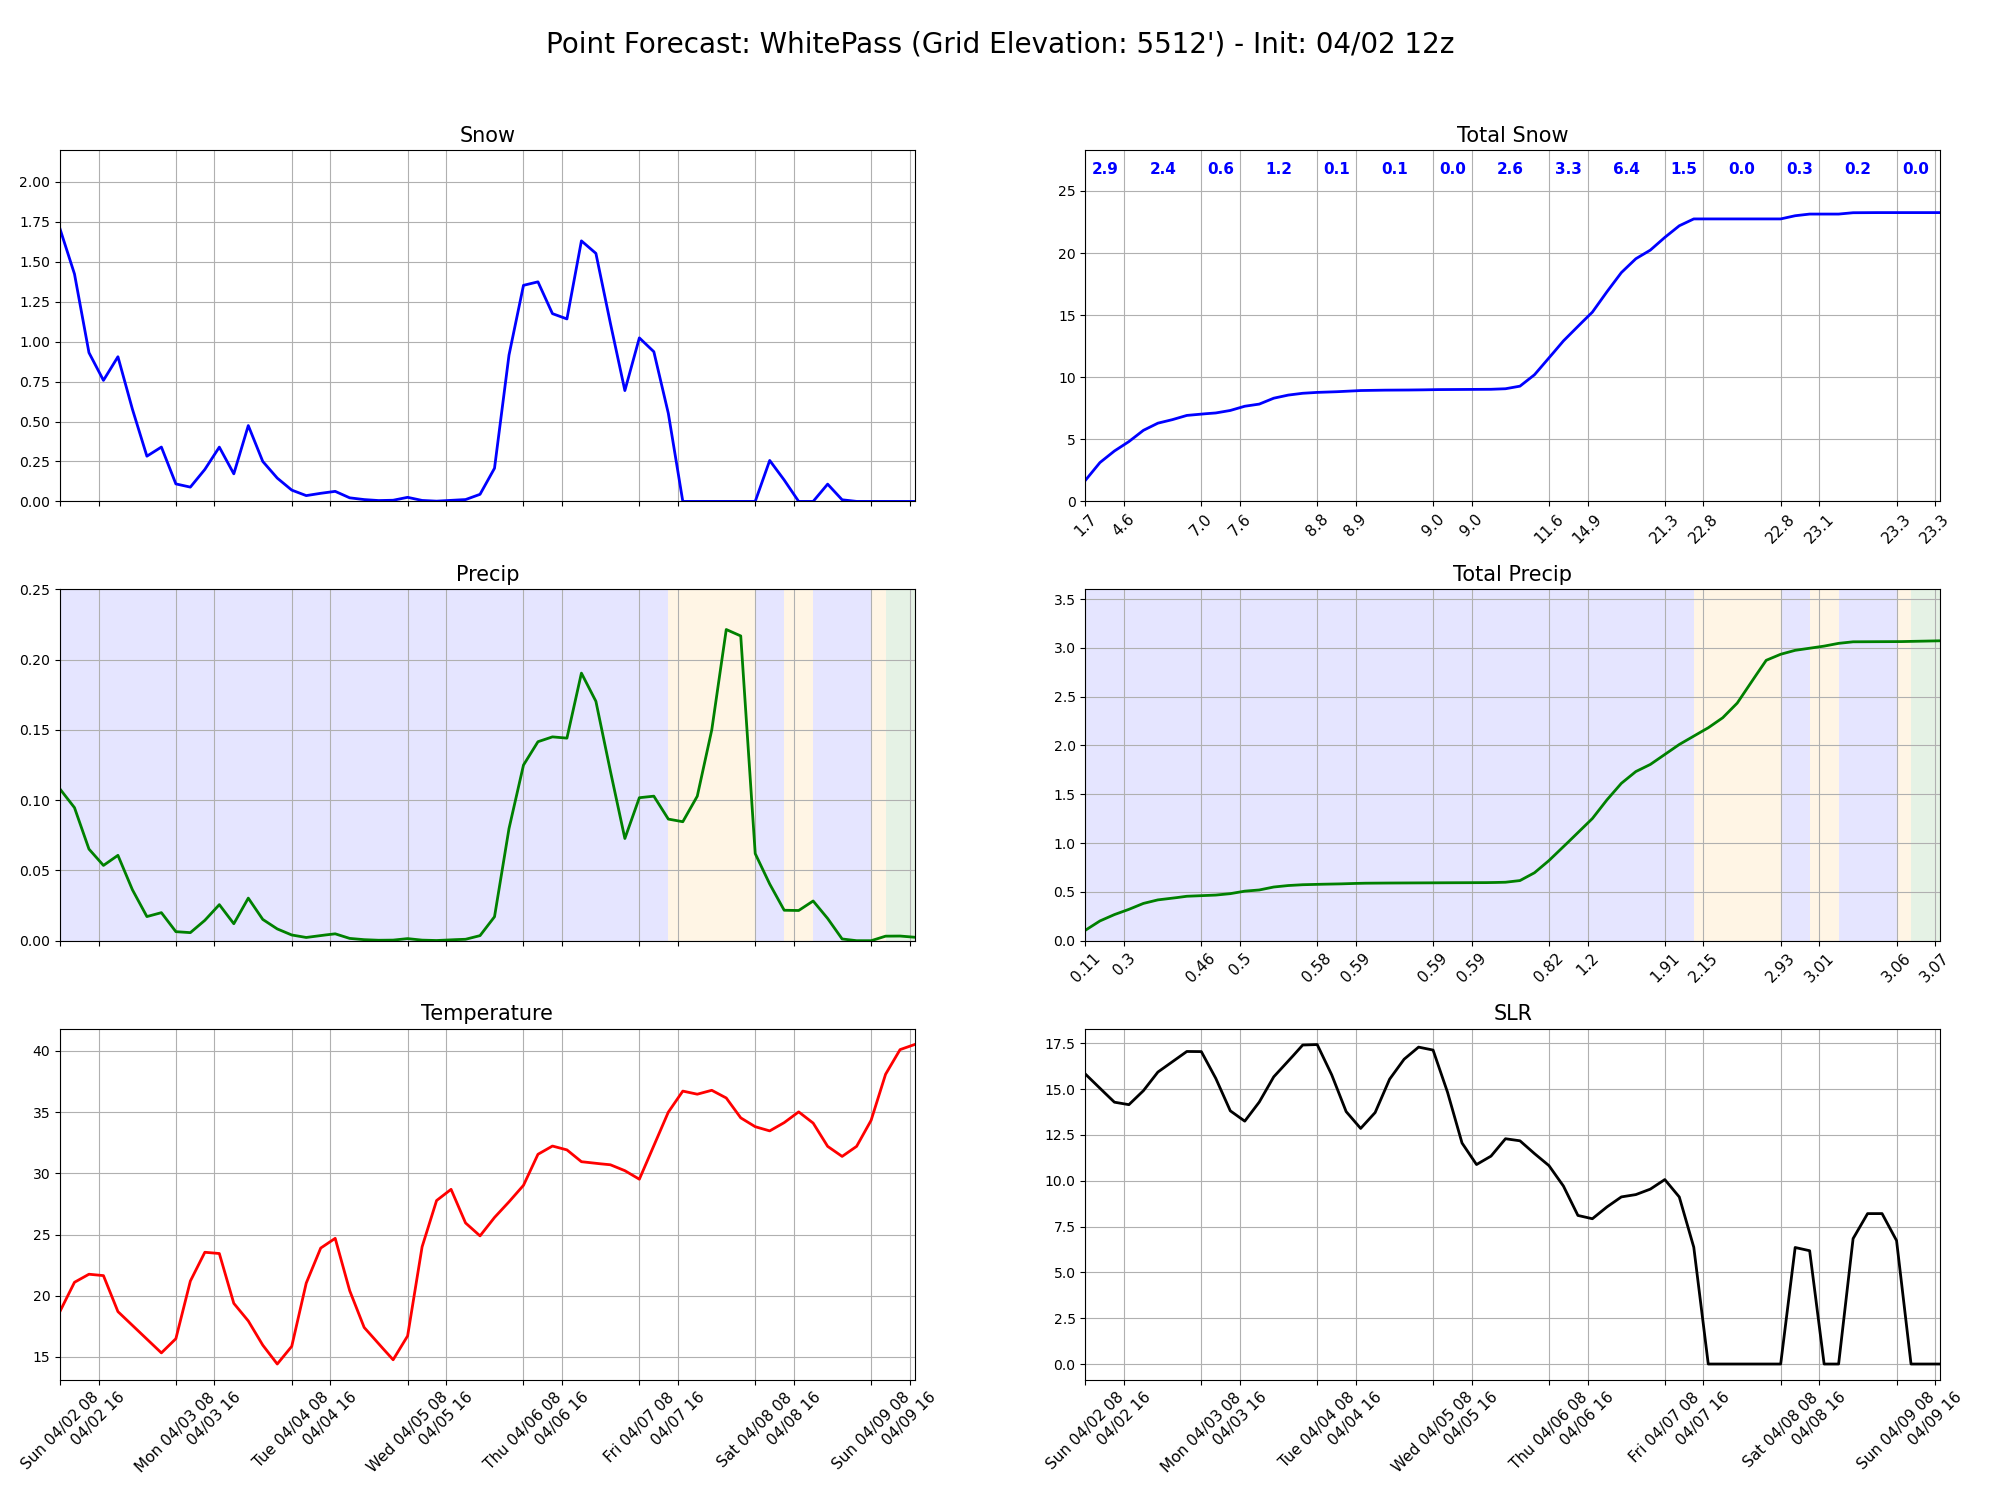 Point Forecast: WhitePass (Grid Elevation: 5512') - Init: 04/02 12z
Snow
2.00
1.75
1.50
1.25
1.00
0.75
0.50
0.25
0.00
Total Snow
2.9 2.4 0.6 1.2 0.1 0.1 0.0 2.6 3.3 6.4 1.5 0.0 0.3 0.2 0.0
25
20
15
10
5
0
1.7 4.6 7.0 7.6 8.8 8.9 9.0 9.0 11.6 14.9 21.3 22.8 22.8 23.1 23.3 23.3
Precip
0.25
0.20
0.15
0.10
0.05
0.00
Total Precip
3.5
3.0
2.5
2.0
1.5
1.0
0.5
0.0
0.11 0.3 0.46 0.5 0.58 0.59 0.59 0.59 0.82 1.2 1.91 2.15 2.93 3.01 3.06 3.07
Temperature
40
35
30
25
20
15
Sun 04/02 08
04/02 16
Mon 04/03 08
04/03 16
Tue 04/04 08
04/04 16
Wed 04/05 08
04/05 16
Thu 04/06 08
04/06 16
Fri 04/07 08
04/07 16
Sat 04/08 08
04/08 16
Sun 04/09 08
04/09 16
SLR
17.5
15.0
12.5
10.0
7.5
5.0
2.5
0.0
Sun 04/02 08
04/02 16
Mon 04/03 08
04/03 16
Tue 04/04 08
04/04 16
Wed 04/05 08
04/05 16
Thu 04/06 08
04/06 16
Fri 04/07 08
04/07 16
Sat 04/08 08
04/08 16
Sun 04/09 08
04/09 16